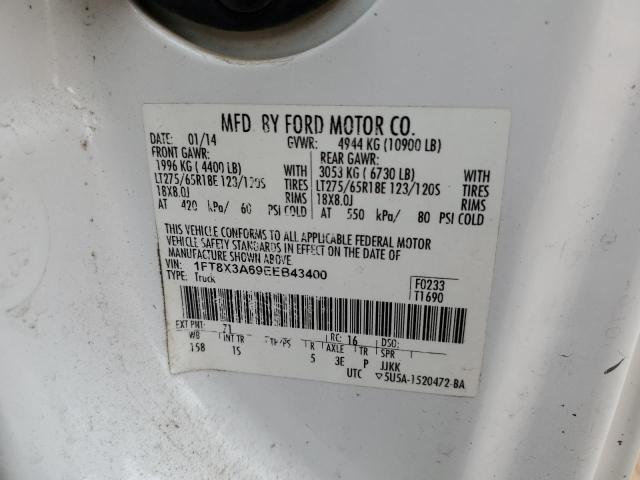 MFD. BY FORD MOTOR CO.
DATE: 01/14 GVWR: 4944 KG (10900 LB)
FRONT GAWR: REAR GAWR:
1996 KG (4400 LB) WITH 3053 KG (6730 LB) WITH
LT275/65R18E 123/120S TIRES LT275/65R18E 123/120S TIRES
18X8.0J RIMS 18X8.0J RIMS
AT 420 kPa/ 60 PSI COLD AT 550 kPa/ 80 PSI COLD
THIS VEHICLE CONFORMS TO ALL APPLICABLE FEDERAL MOTOR
VEHICLE SAFETY STANDARDS IN EFFECT ON THE DATE OF
MANUFACTURE SHOWN ABOVE.
VIN: 1FT8X3A69EEB43400
TYPE: Truck
F0233
T1690
EXT PNT: Z1 RC: 16 DSO:
WB INT TR TP/PS R AXLE TR SPR
158 1S 5 3E P JJKK
UTC ▽5U5A-1520472-BA